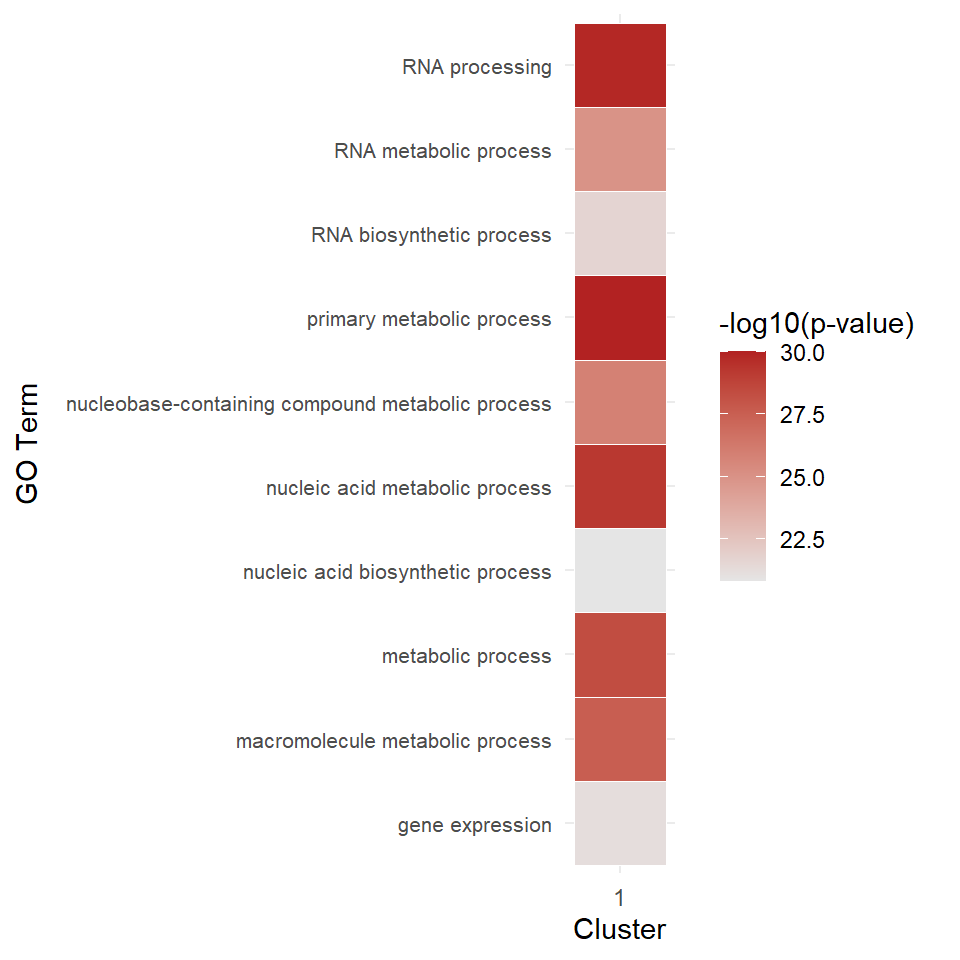 RNA processing
RNA metabolic process
RNA biosynthetic process
primary metabolic process
nucleobase-containing compound metabolic process
nucleic acid metabolic process
nucleic acid biosynthetic process
metabolic process
macromolecule metabolic process
gene expression
GO Term
1
Cluster
-log10(p-value)
30.0
27.5
25.0
22.5